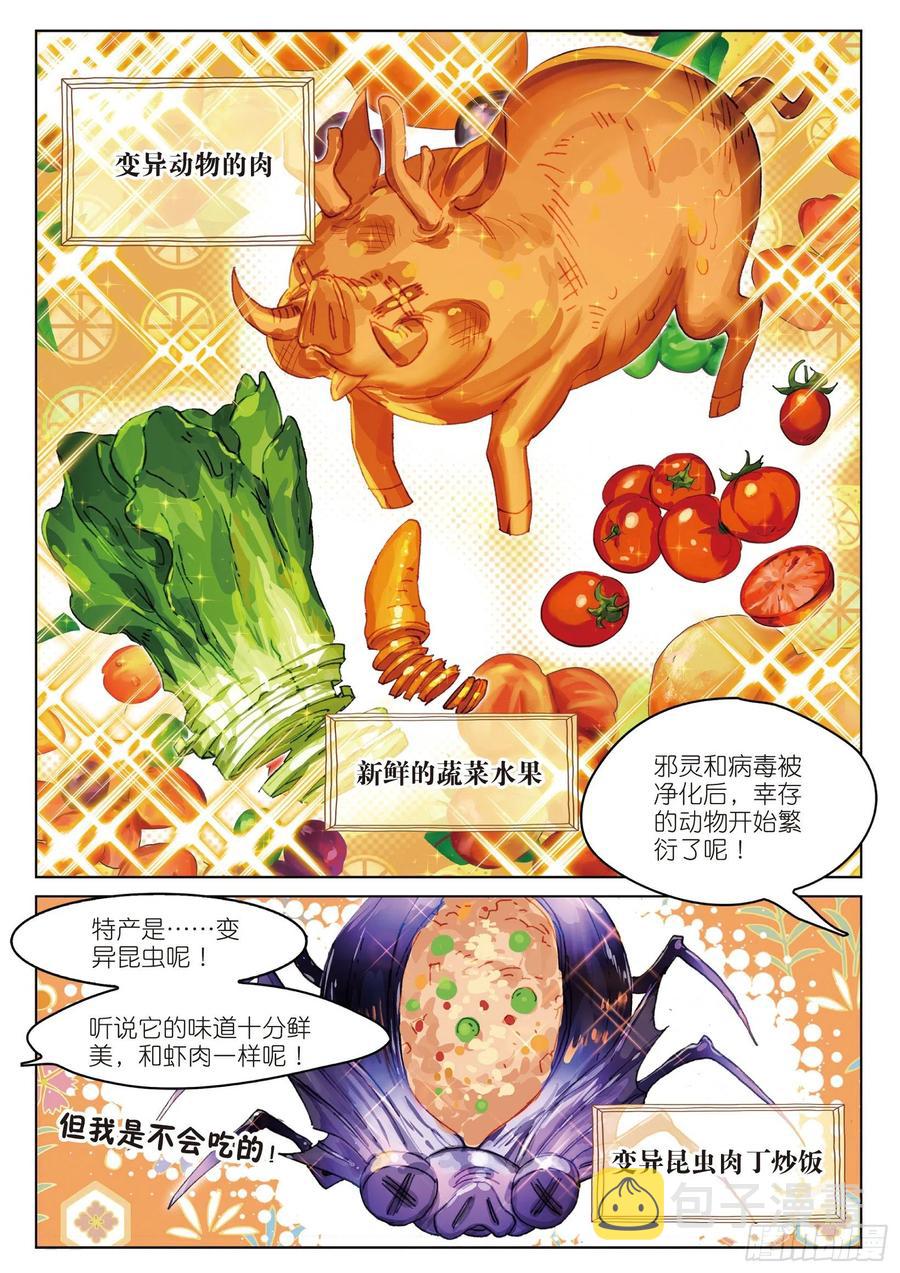 变异动物的肉
新鲜的蔬菜水果
邪灵和病毒被
净化后，幸存
的动物开始繁
衍了呢！
特产是……变
异昆虫呢！
听说它的味道十分鲜
美，和虾肉一样呢！
但我是不会吃的！
变异昆虫肉丁炒饭
包子漫画
腾讯动漫